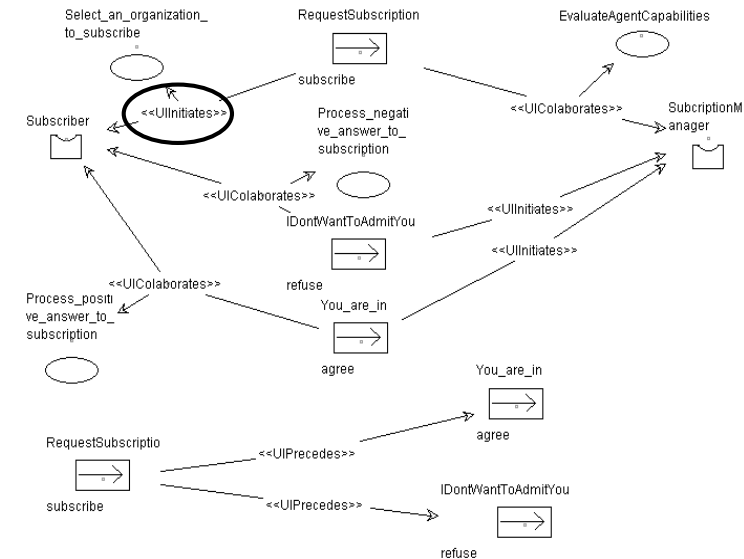 Select_an_organization_
to_subscribe
RequestSubscription
EvaluateAgentCapabilities
subscribe
<<UIInitiates>>
<<UIColaborates>>
Subscriber
Process_negati
ve_answer_to_
subscription
SubcriptionM
anager
<<UIColaborates>>
<<UIInitiates>>
IDontWantToAdmitYou
<<UIInitiates>>
refuse
<<UIColaborates>>
Process_positi
ve_answer_to_
subscription
You_are_in
agree
You_are_in
agree
RequestSubscriptio
<<UIPrecedes>>
subscribe
<<UIPrecedes>>
IDontWantToAdmitYou
refuse